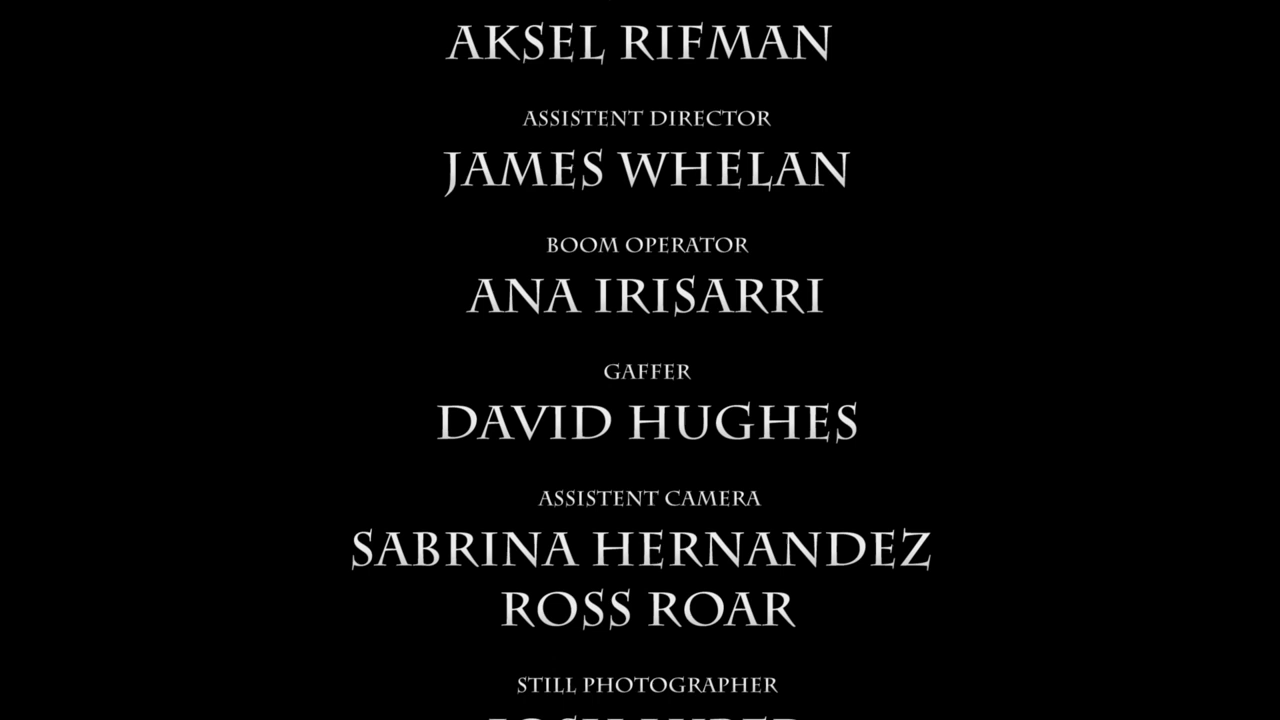 AKSEL RIFMAN
ASSISTENT DIRECTOR
JAMES WHELAN
BOOM OPERATOR
ANA IRISARRI
GAFFER
DAVID HUGHES
ASSISTENT CAMERA
SABRINA HERNANDEZ
ROSS ROAR
STILL PHOTOGRAPHER